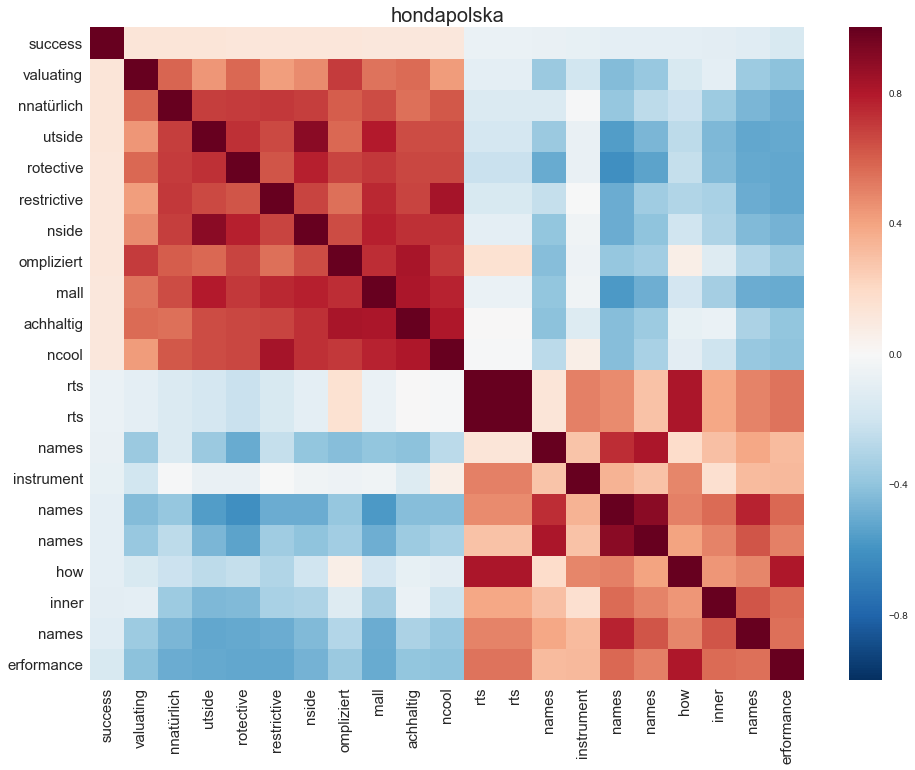 hondapolska
success
valuating
nnatürlich
utside
rotective
restrictive
nside
ompliziert
mall
achhaltig
ncool
rts
rts
names
instrument
names
names
how
inner
names
erformance
success
valuating
nnatürlich
utside
rotective
restrictive
nside
ompliziert
mall
achhaltig
ncool
rts
rts
names
instrument
names
names
how
inner
names
erformance
0.8
0.4
0.0
−0.4
−0.8